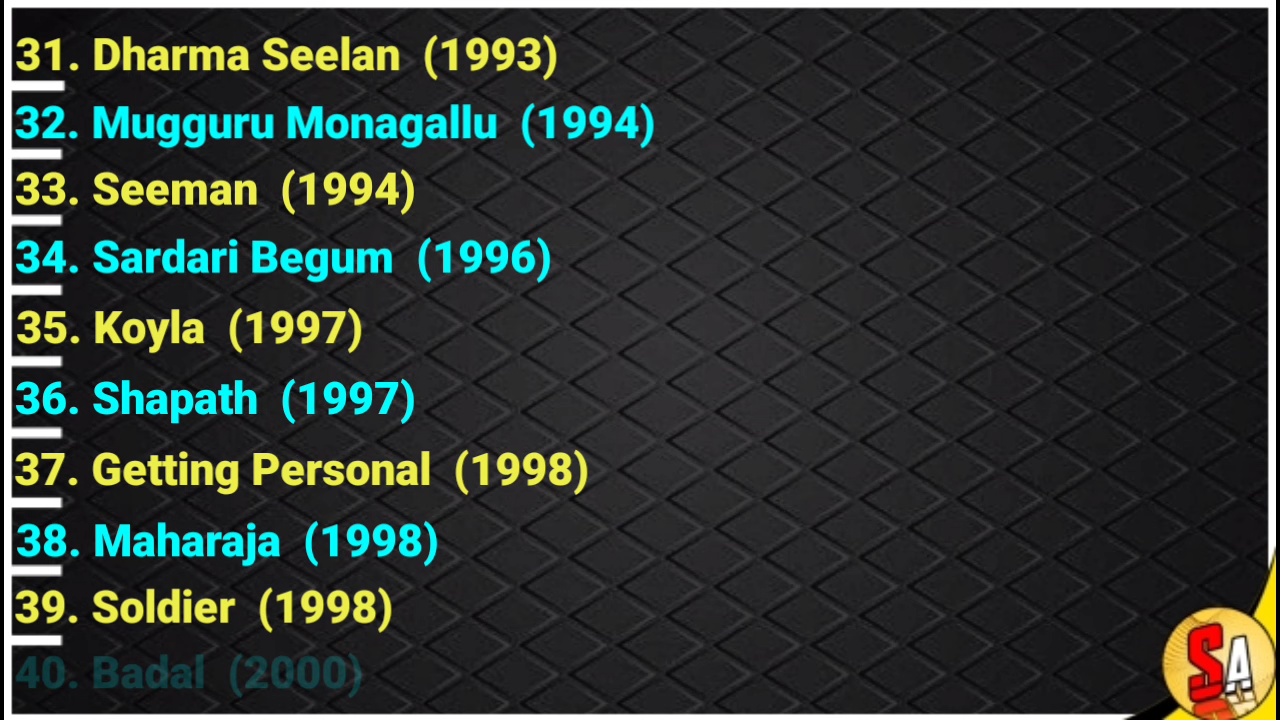 31. Dharma Seelan (1993)
32. Mugguru Monagallu (1994)
33. Seeman (1994)
34. Sardari Begum (1996)
35. Koyla (1997)
36. Shapath (1997)
37. Getting Personal (1998)
38. Maharaja (1998)
39. Soldier (1998)
40. Badal (2000)
SA